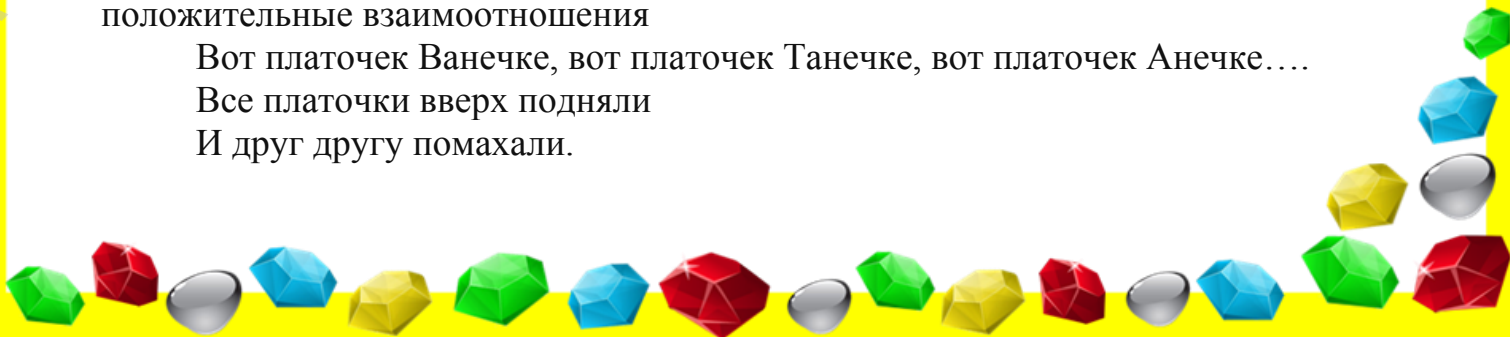 положительные взаимоотношения
Вот платочек Ванечке, вот платочек Танечке, вот платочек Анечке….
Все платочки вверх подняли
И друг другу помахали.